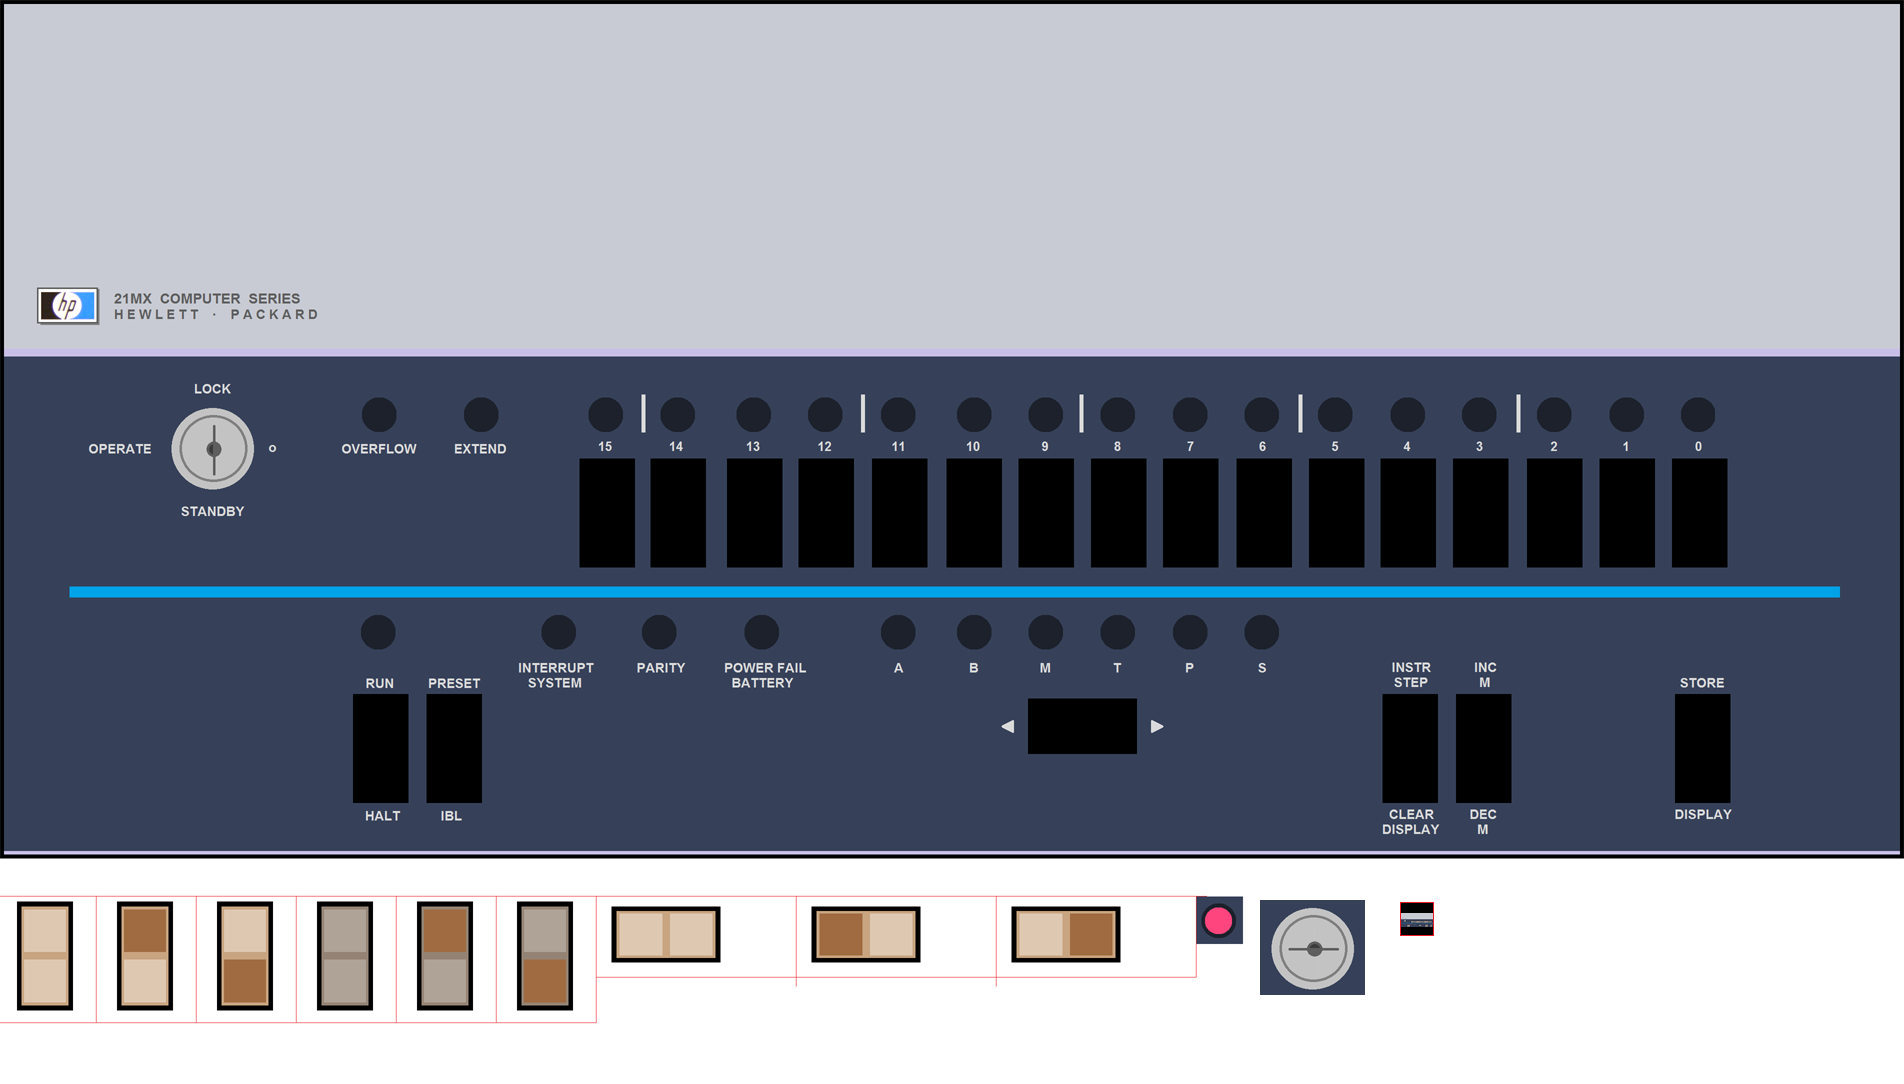 hp
21MX COMPUTER SERIES
HEWLETT · PACKARD
LOCK
OPERATE
STANDBY
OVERFLOW
EXTEND
15 14 13 12 11 10 9 8 7 6 5 4 3 2 1 0
INTERRUPT
SYSTEM
PARITY
POWER FAIL
BATTERY
A B M T P S
RUN
PRESET
HALT
IBL
◀ ▶
INSTR
STEP
INC
M
STORE
CLEAR
DISPLAY
DEC
M
DISPLAY